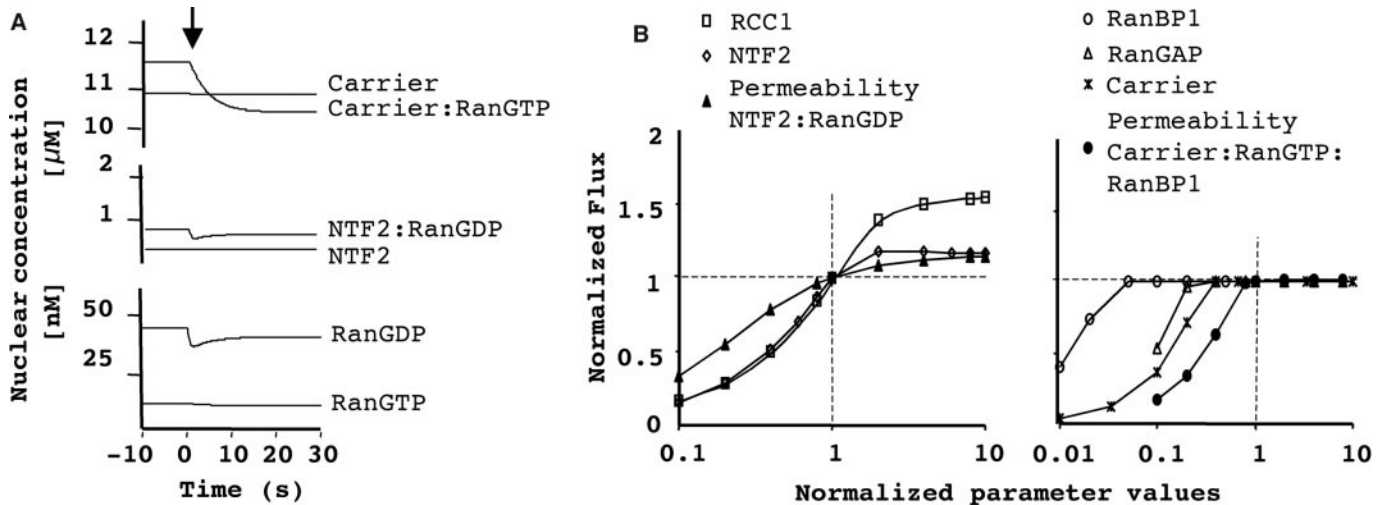 A
Nuclear concentration
[μM]
[nM]
12
11
10
2
1
50
25
Carrier
Carrier:RanGTP
NTF2:RanGDP
NTF2
RanGDP
RanGTP
-10 0 10 20 30
Time (s)
B
RCC1
NTF2
Permeability
NTF2:RanGDP
RanBP1
RanGAP
Carrier
Permeability
Carrier:RanGTP:
RanBP1
Normalized Flux
2
1.5
1
0.5
0
0.1 1 10
0.01 0.1 1 10
Normalized parameter values